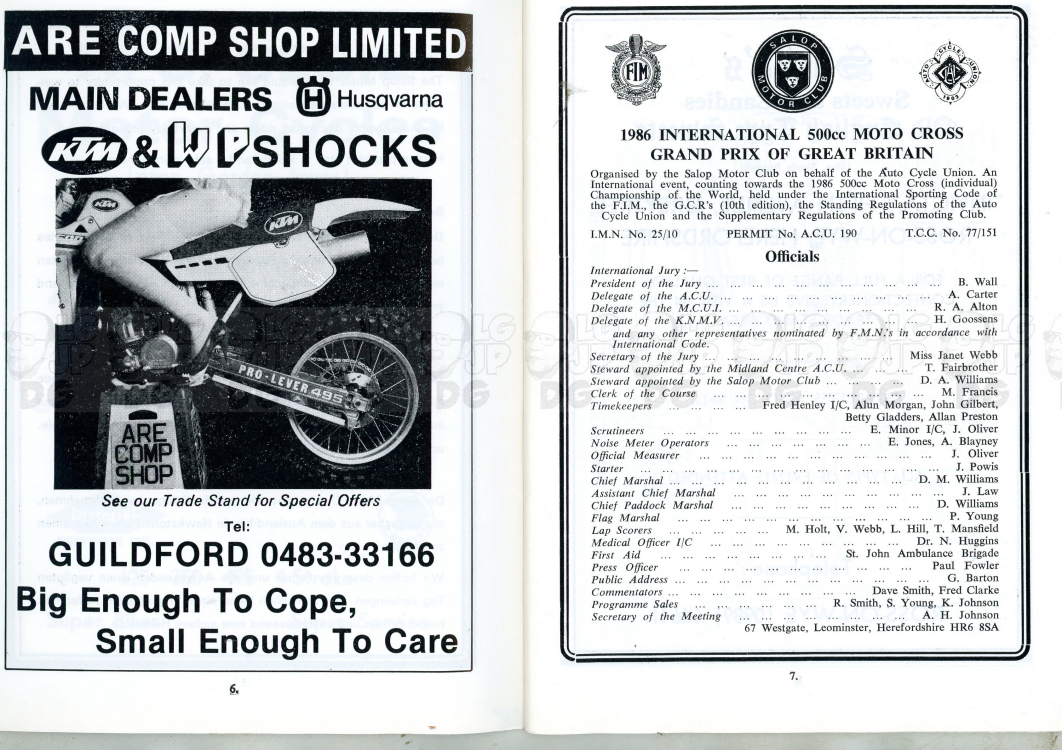 ARE COMP SHOP LIMITED
MAIN DEALERS H Husqvarna
KTM & WP SHOCKS
KTM
KTM
PRO-LEVER 495
ARE
COMP
SHOP
See our Trade Stand for Special Offers
Tel:
GUILDFORD 0483-33166
Big Enough To Cope,
Small Enough To Care
6.
FIM
SALOP
MOTOR CLUB
AUTO CYCLE UNION
1903
1986 INTERNATIONAL 500cc MOTO CROSS
GRAND PRIX OF GREAT BRITAIN
Organised by the Salop Motor Club on behalf of the Auto Cycle Union. An
International event, counting towards the 1986 500cc Moto Cross (individual)
Championship of the World, held under the International Sporting Code of
the F.I.M., the G.C.R's (10th edition), the Standing Regulations of the Auto
Cycle Union and the Supplementary Regulations of the Promoting Club.
I.M.N. No. 25/10 PERMIT No. A.C.U. 190 T.C.C. No. 77/151
Officials
International Jury :—
President of the Jury ... ... ... ... ... ... ... ... B. Wall
Delegate of the A.C.U. ... ... ... ... ... ... ... ... A. Carter
Delegate of the M.C.U.I. ... ... ... ... ... ... ... R. A. Alton
Delegate of the K.N.M.V. ... ... ... ... ... ... ... H. Goossens
and any other representatives nominated by F.M.N.'s in accordance with
International Code.
Secretary of the Jury ... ... ... ... ... ... ... Miss Janet Webb
Steward appointed by the Midland Centre A.C.U. ... ... ... T. Fairbrother
Steward appointed by the Salop Motor Club ... ... ... ... D. A. Williams
Clerk of the Course ... ... ... ... ... ... ... ... M. Francis
Timekeepers ... ... ... Fred Henley I/C, Alun Morgan, John Gilbert,
Betty Gladders, Allan Preston
Scrutineers ... ... ... ... ... ... ... E. Minor I/C, J. Oliver
Noise Meter Operators ... ... ... ... ... ... E. Jones, A. Blayney
Official Measurer ... ... ... ... ... ... ... ... J. Oliver
Starter ... ... ... ... ... ... ... ... ... ... J. Powis
Chief Marshal ... ... ... ... ... ... ... ... D. M. Williams
Assistant Chief Marshal ... ... ... ... ... ... ... J. Law
Chief Paddock Marshal ... ... ... ... ... ... ... D. Williams
Flag Marshal ... ... ... ... ... ... ... ... P. Young
Lap Scorers ... ... ... ... M. Holt, V. Webb, L. Hill, T. Mansfield
Medical Officer I/C ... ... ... ... ... ... ... Dr. N. Huggins
First Aid ... ... ... ... ... ... ... St. John Ambulance Brigade
Press Officer ... ... ... ... ... ... ... ... Paul Fowler
Public Address ... ... ... ... ... ... ... ... ... G. Barton
Commentators ... ... ... ... ... ... ... Dave Smith, Fred Clarke
Programme Sales ... ... ... ... ... R. Smith, S. Young, K. Johnson
Secretary of the Meeting ... ... ... ... ... ... ... A. H. Johnson
67 Westgate, Leominster, Herefordshire HR6 8SA
7.